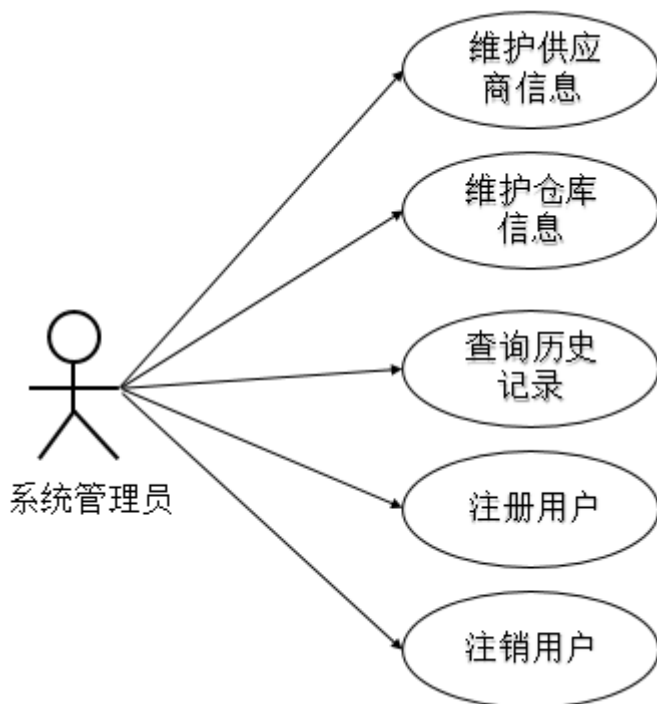 维护供应
商信息
维护仓库
信息
查询历史
记录
系统管理员
注册用户
注销用户